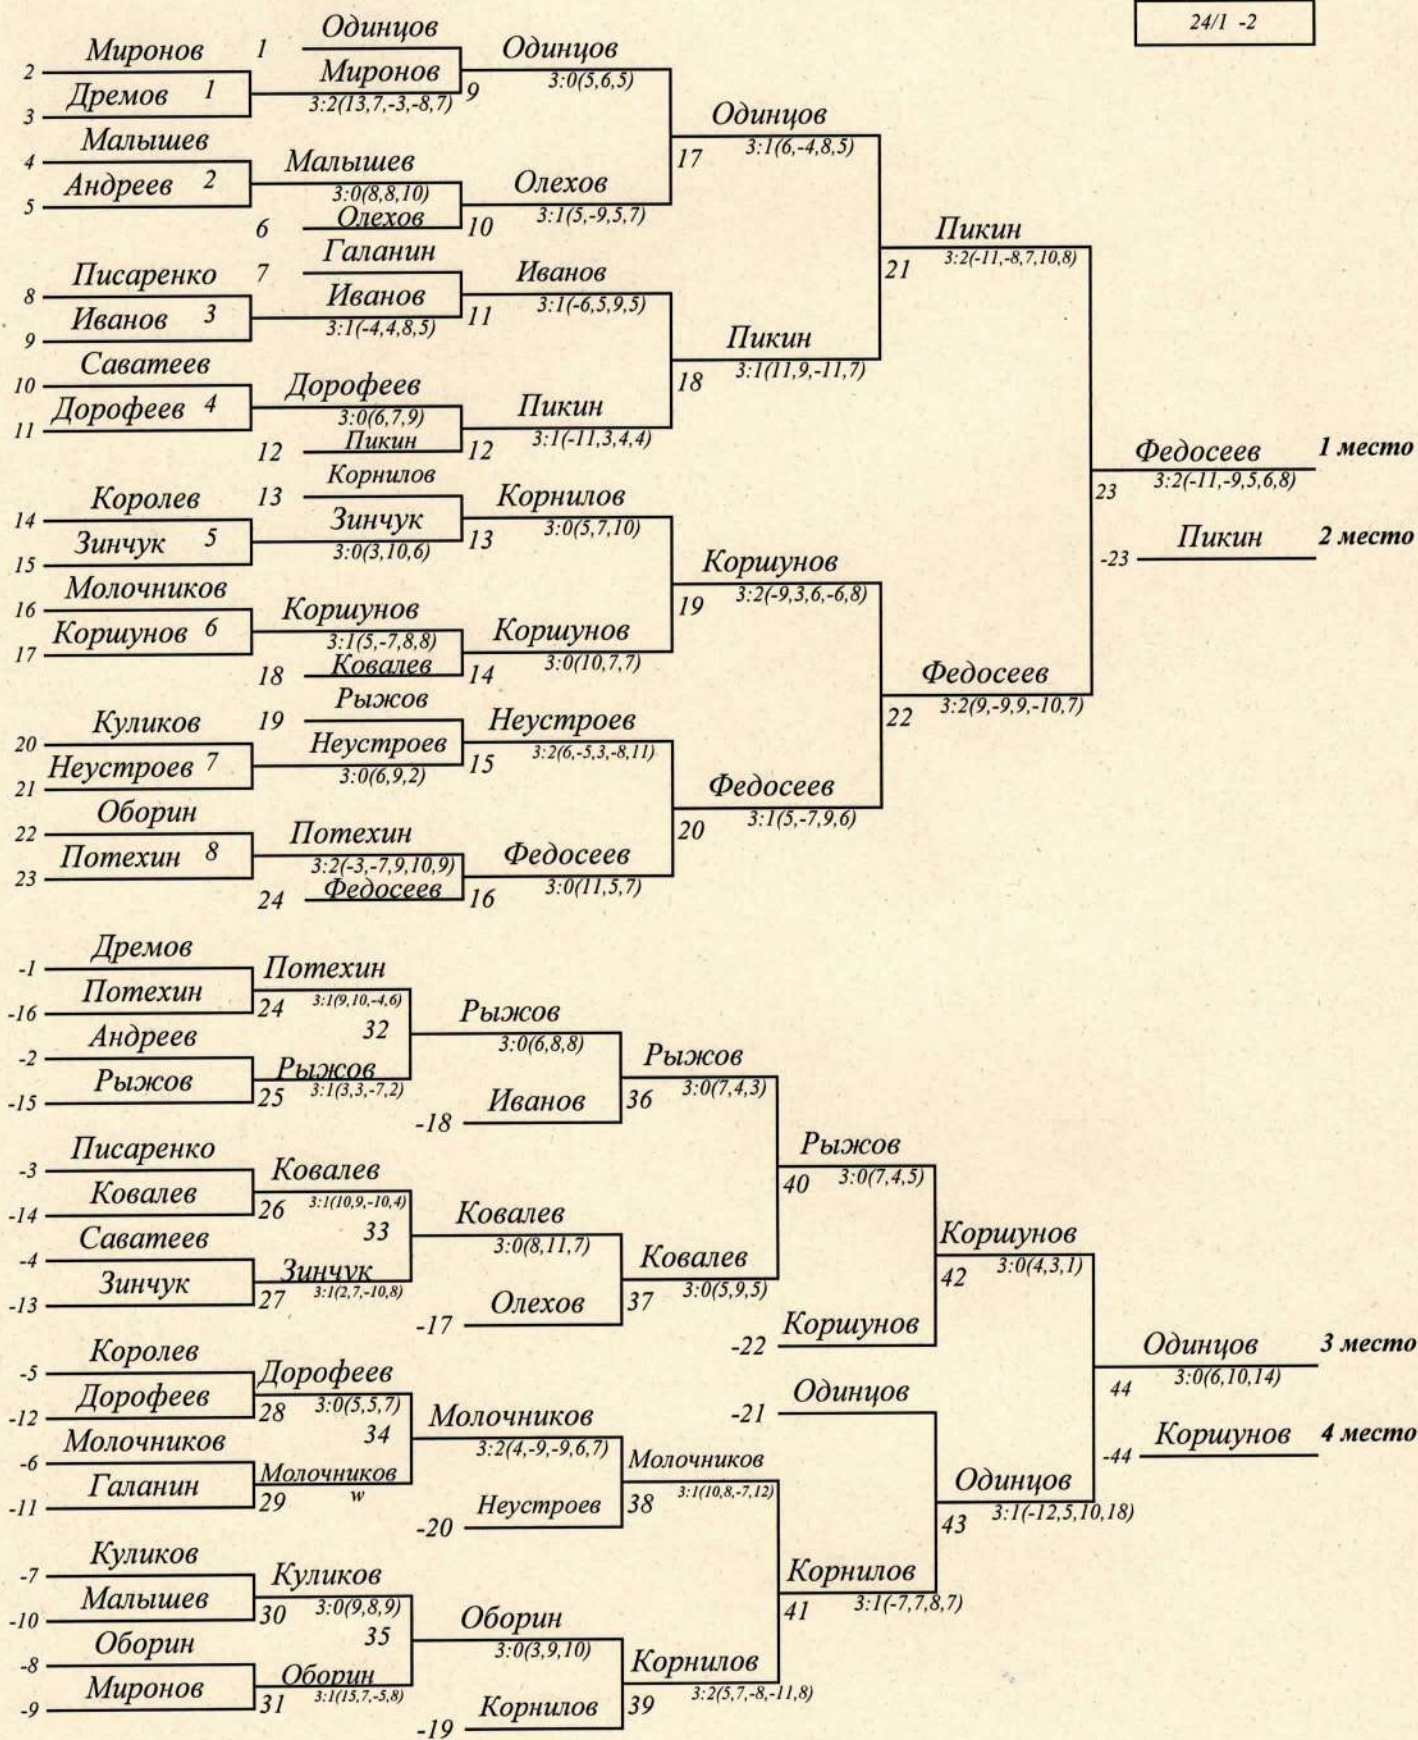 24/1 -2
Одинцов
Миронов 1 Одинцов
2 Миронов 3:0(5,6,5)
Дремов 1 3:2(13,7,-3,-8,7) 9
3 Одинцов
Малышев 17 3:1(6,-4,8,5)
4 Малышев
Андреев 2 3:0(8,8,10) Олехов
5 Олехов 3:1(5,-9,5,7)
6 10 Пикин
Галанин 21 3:2(-11,-8,7,10,8)
Писаренко 7 Иванов
8 Иванов 3:1(-6,5,9,5)
Иванов 3 3:1(-4,4,8,5) 11
9 Пикин
Саватеев 18 3:1(11,9,-11,7)
10 Дорофеев
Дорофеев 4 3:0(6,7,9) Пикин
11 Пикин 3:1(-11,3,4,4)
12 12 Федосеев 1 место
Корнилов 23 3:2(-11,-9,5,6,8)
Королев 13 Корнилов
14 Зинчук 3:0(5,7,10)
Зинчук 5 3:0(3,10,6) 13 Пикин 2 место
15 -23
Молочников Коршунов
16 Коршунов 19 3:2(-9,3,6,-6,8)
Коршунов 6 3:1(5,-7,8,8) Коршунов
17 Ковалев 3:0(10,7,7)
18 14 Федосеев
Рыжов 22 3:2(9,-9,9,-10,7)
Куликов 19 Неустроев
20 Неустроев 3:2(6,-5,3,-8,11)
Неустроев 7 3:0(6,9,2) 15
21 Федосеев
Оборин 20 3:1(5,-7,9,6)
22 Потехин
Потехин 8 3:2(-3,-7,9,10,9) Федосеев
23 Федосеев 3:0(11,5,7)
24 16
Дремов
-1 Потехин
Потехин 24 3:1(9,10,-4,6)
-16 32 Рыжов
Андреев 3:0(6,8,8)
-2 Рыжов Рыжов
Рыжов 25 3:1(3,3,-7,2) 36 3:0(7,4,3)
-15 Иванов
-18
Писаренко Рыжов
-3 Ковалев 40 3:0(7,4,5)
Ковалев 26 3:1(10,9,-10,4)
-14 33 Ковалев
Саватеев 3:0(8,11,7) Коршунов
-4 Зинчук Ковалев 42 3:0(4,3,1)
Зинчук 27 3:1(2,7,-10,8) 37 3:0(5,9,5)
-13 Олехов
-17 Коршунов
Королев -22 Одинцов 3 место
-5 Дорофеев 44 3:0(6,10,14)
Дорофеев 28 3:0(5,5,7) Одинцов
-12 34 Молочников -21
Молочников 3:2(4,-9,-9,6,7) Коршунов 4 место
-6 Молочников Молочников -44
Галанин 29 w 38 3:1(10,8,-7,12)
-11 Неустроев Одинцов
-20 43 3:1(-12,5,10,18)
Куликов
-7 Куликов Корнилов
Малышев 30 3:0(9,8,9) 41 3:1(-7,7,8,7)
-10 35 Оборин
Оборин 3:0(3,9,10)
-8 Оборин Корнилов
Миронов 31 3:1(15,7,-5,8) 39 3:2(5,7,-8,-11,8)
-9 Корнилов
-19